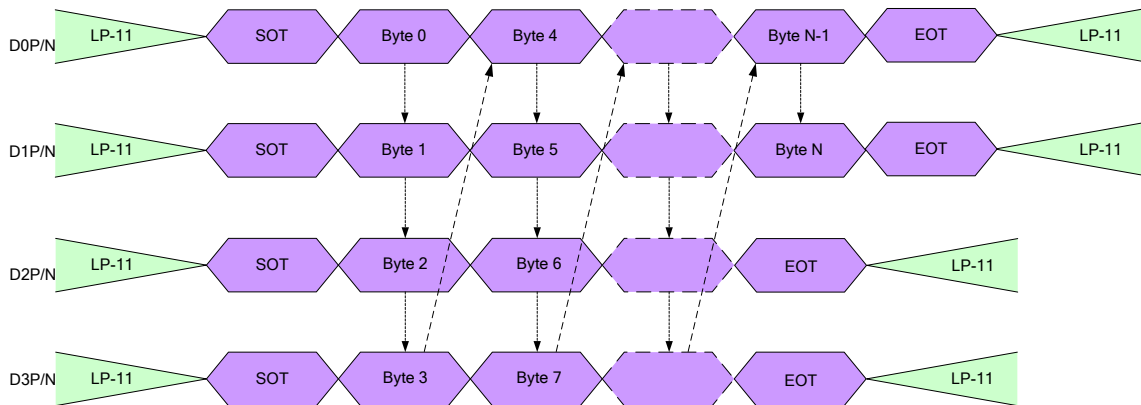 D0P/N LP-11 SOT Byte 0 Byte 4 Byte N-1 EOT LP-11
D1P/N LP-11 SOT Byte 1 Byte 5 Byte N EOT LP-11
D2P/N LP-11 SOT Byte 2 Byte 6 EOT LP-11
D3P/N LP-11 SOT Byte 3 Byte 7 EOT LP-11